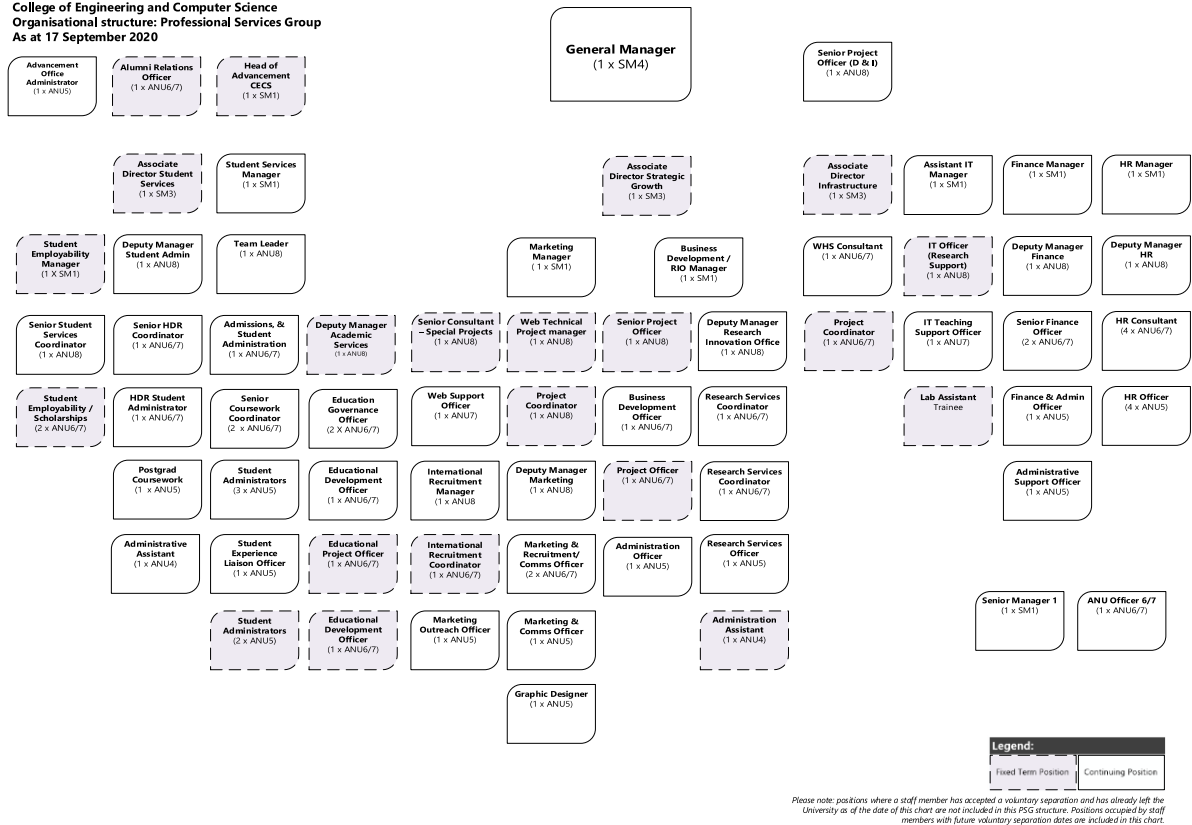 College of Engineering and Computer Science
Organisational structure: Professional Services Group
As at 17 September 2020
General Manager
(1 x SM4)
Senior Project
Officer (D & I)
(1 x ANU8)
Advancement
Office
Administrator
(1 x ANU5)
Alumni Relations
Officer
(1 x ANU6/7)
Head of
Advancement
CECS
(1 x SM1)
Associate
Director Student
Services
(1 x SM3)
Student Services
Manager
(1 x SM1)
Associate
Director Strategic
Growth
(1 x SM3)
Associate
Director
Infrastructure
(1 x SM3)
Assistant IT
Manager
(1 x SM1)
Finance Manager
(1 x SM1)
HR Manager
(1 x SM1)
Student
Employability
Manager
(1 X SM1)
Deputy Manager
Student Admin
(1 x ANU8)
Team Leader
(1 x ANU8)
Marketing
Manager
( 1 x SM1)
Business
Development /
RIO Manager
(1 x SM1)
WHS Consultant
(1 x ANU6/7)
IT Officer
(Research
Support)
(1 x ANU8)
Deputy Manager
Finance
(1 x ANU8)
Deputy Manager
HR
(1 x ANU8)
Senior Student
Services
Coordinator
(1 x ANU8)
Senior HDR
Coordinator
(1 x ANU6/7)
Admissions, &
Student
Administration
(1 x ANU6/7)
Deputy Manager
Academic
Services
(1 x ANU8)
Senior Consultant
– Special Projects
(1 x ANU8)
Web Technical
Project manager
(1 x ANU8)
Senior Project
Officer
(1 x ANU8)
Deputy Manager
Research
Innovation Office
(1 x ANU8)
Project
Coordinator
(1 x ANU6/7)
IT Teaching
Support Officer
(1 x ANU7)
Senior Finance
Officer
(2 x ANU6/7)
HR Consultant
(4 x ANU6/7)
Student
Employability /
Scholarships
(2 x ANU6/7)
HDR Student
Administrator
(1 x ANU6/7)
Senior
Coursework
Coordinator
(2  x ANU6/7)
Education
Governance
Officer
(2 X ANU6/7)
Web Support
Officer
(1 x ANU7)
Project
Coordinator
(1 x ANU8)
Business
Development
Officer
(1 x ANU6/7)
Research Services
Coordinator
(1 x ANU6/7)
Lab Assistant
Trainee
Finance & Admin
Officer
(1 x ANU5)
HR Officer
(4 x ANU5)
Postgrad
Coursework
(1  x ANU5)
Student
Administrators
(3 x ANU5)
Educational
Development
Officer
(1 x ANU6/7)
International
Recruitment
Manager
(1 x ANU8
Deputy Manager
Marketing
(1 x ANU8)
Project Officer
(1 x ANU6/7)
Research Services
Coordinator
(1 x ANU6/7)
Administrative
Support Officer
(1 x ANU5)
Administrative
Assistant
(1 x ANU4)
Student
Experience
Liaison Officer
(1 x ANU5)
Educational
Project Officer
(1 x ANU6/7)
International
Recruitment
Coordinator
(1 x ANU6/7)
Marketing &
Recruitment/
Comms Officer
(2 x ANU6/7)
Administration
Officer
(1 x ANU5)
Research Services
Officer
(1 x ANU5)
Senior Manager 1
(1 x SM1)
ANU Officer 6/7
(1 x ANU6/7)
Student
Administrators
(2 x ANU5)
Educational
Development
Officer
(1 x ANU6/7)
Marketing
Outreach Officer
(1 x ANU5)
Marketing &
Comms Officer
(1 x ANU5)
Administration
Assistant
(1 x ANU4)
Graphic Designer
(1 x ANU5)
Legend:
Fixed Term Position
Continuing Position
Please note: positions where a staff member has accepted a voluntary separation and has already left the
University as of the date of this chart are not included in this PSG structure. Positions occupied by staff
members with future voluntary separation dates are included in this chart.